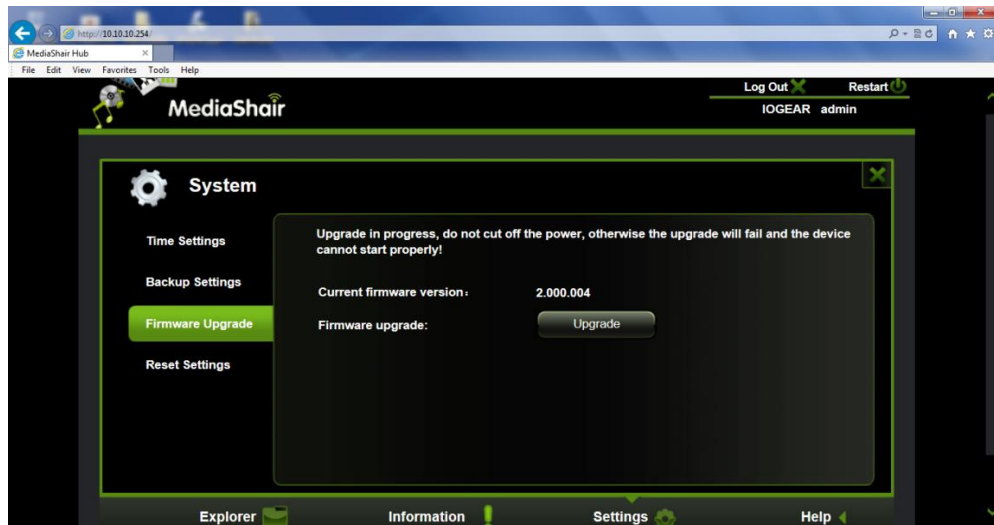 http://10.10.10.254/
MediaShair Hub
File Edit View Favorites Tools Help
MediaShair
Log Out Restart
IOGEAR admin
System
Time Settings
Backup Settings
Firmware Upgrade
Reset Settings
Upgrade in progress, do not cut off the power, otherwise the upgrade will fail and the device
cannot start properly!
Current firmware version: 2.000.004
Firmware upgrade: Upgrade
Explorer Information Settings Help